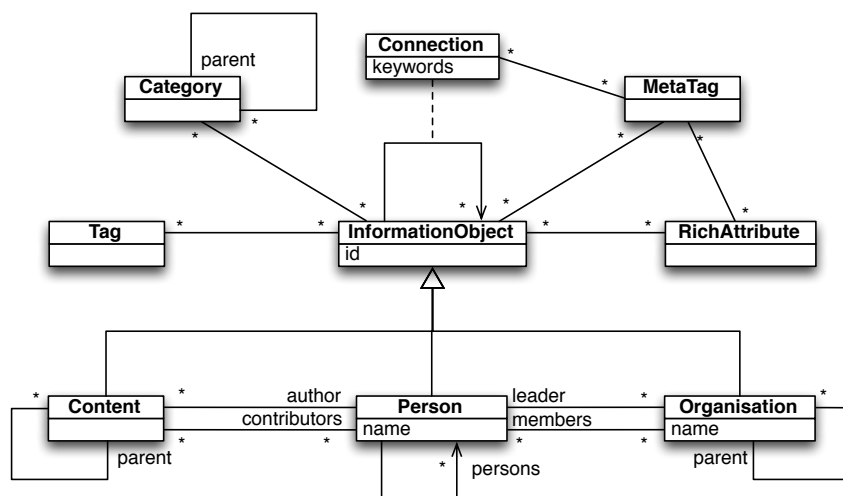 Connection
keywords
*
parent
Category
*
*
*
MetaTag
*
*
*
*
*
*
*
Tag
*
*
InformationObject
id
*
*
RichAttribute
*
*
author
leader
*
*
Content
Person
name
Organisation
name
contributors
members
*
*
*
*
parent
*
persons
parent